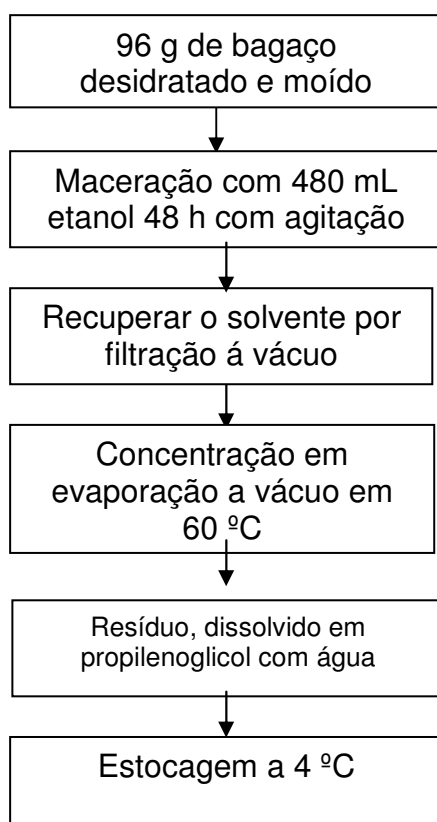 96 g de bagaço
desidratado e moído
Maceração com 480 mL
etanol 48 h com agitação
Recuperar o solvente por
filtração á vácuo
Concentração em
evaporação a vácuo em
60 ºC
Resíduo, dissolvido em
propilenoglicol com água
Estocagem a 4 ºC